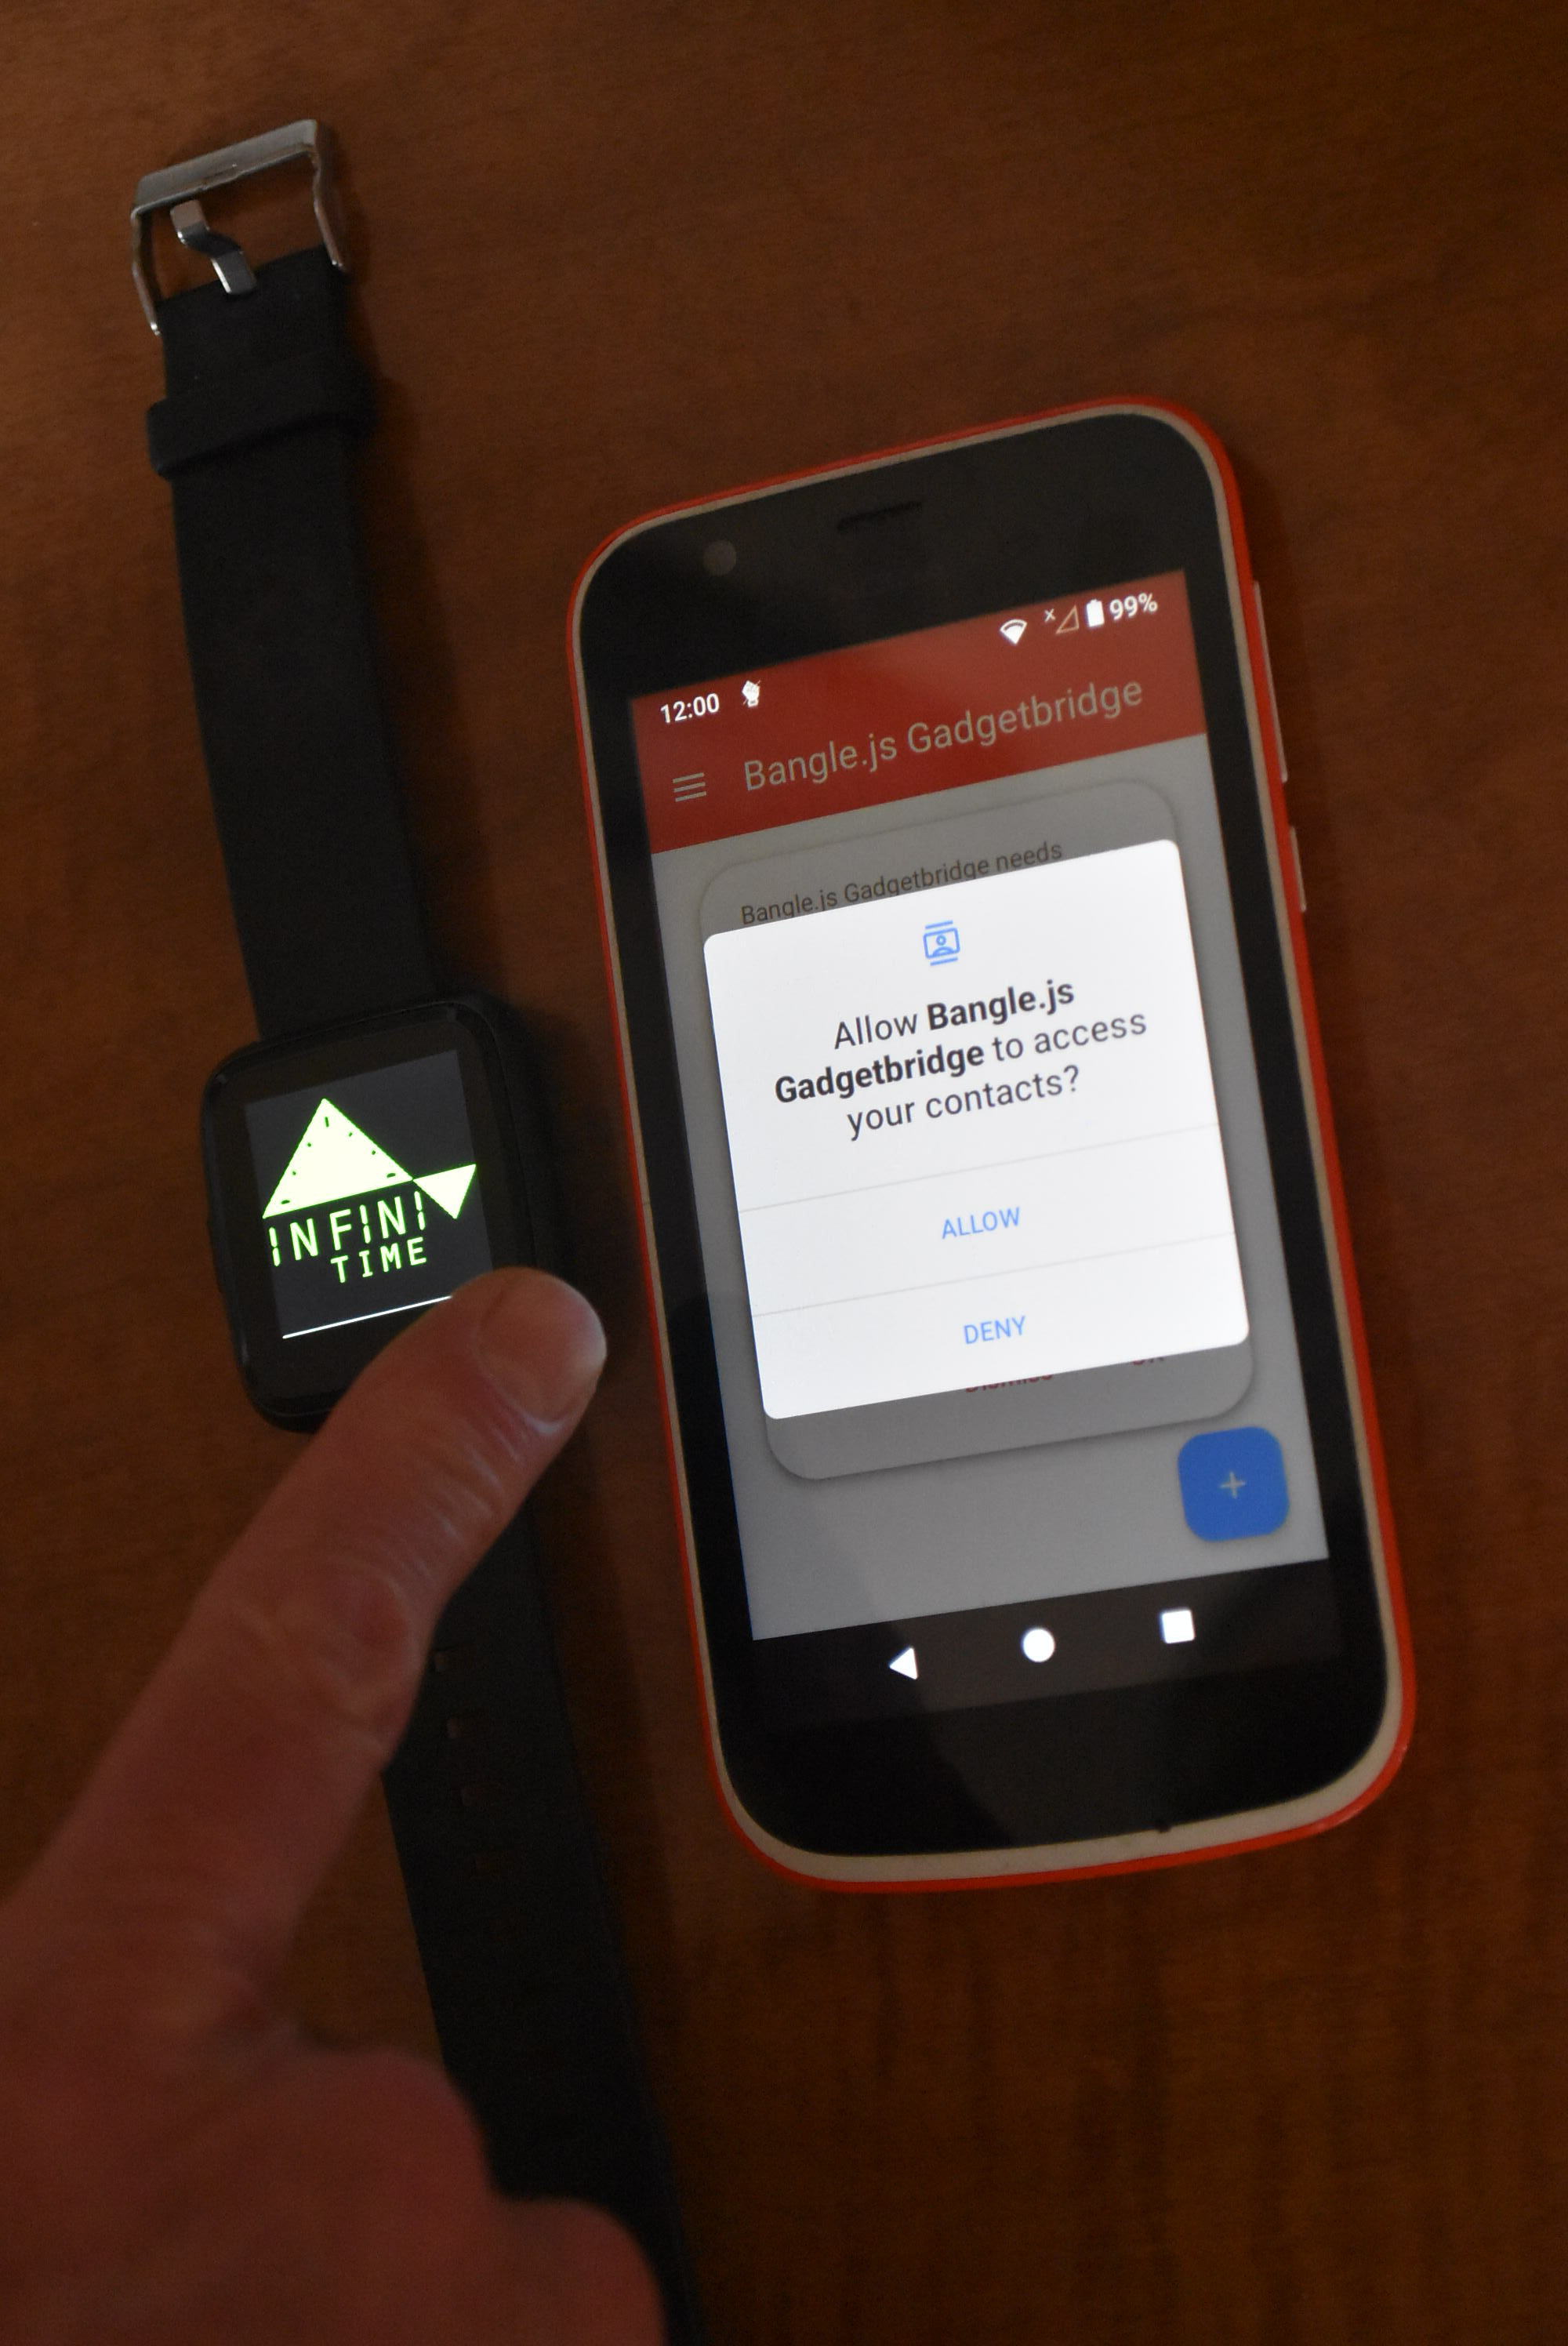 INFINI
TIME
12:00
99%
Bangle.js Gadgetbridge
Bangle.js Gadgetbridge needs
Allow Bangle.js
Gadgetbridge to access
your contacts?
ALLOW
DENY
Dismiss